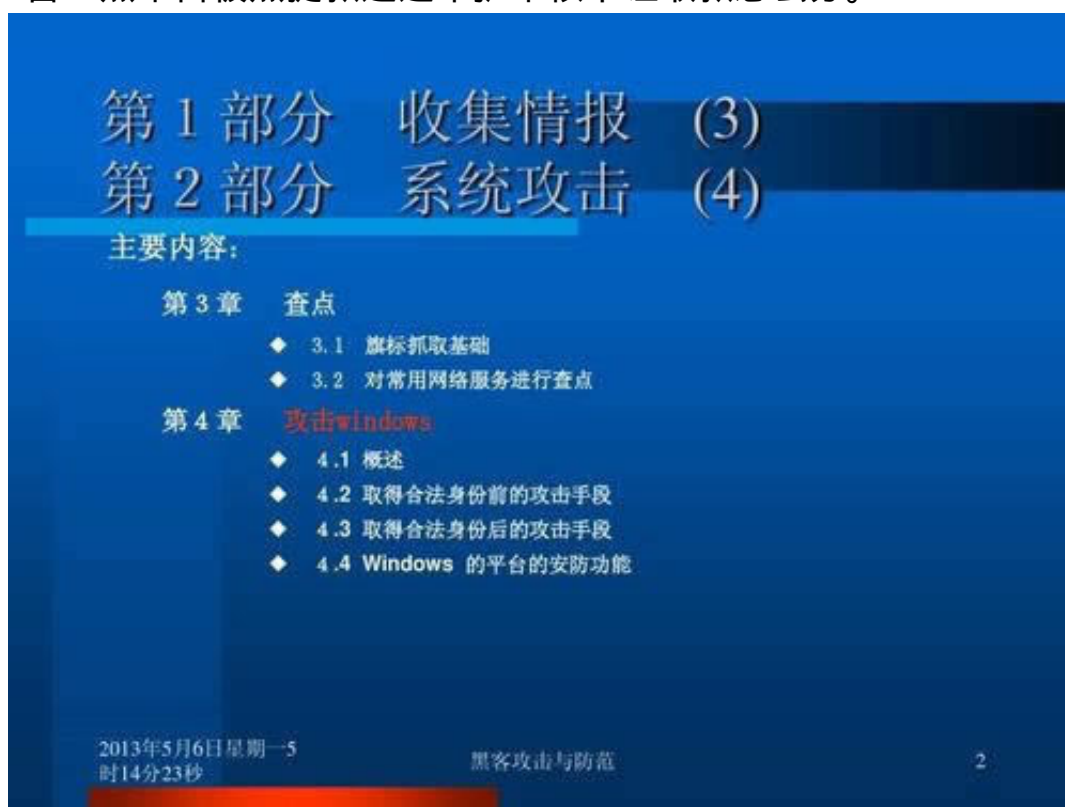 第 1 部分 收集情报 (3)
第 2 部分 系统攻击 (4)
主要内容：
第 3 章 查点
◆ 3.1 旗标抓取基础
◆ 3.2 对常用网络服务进行查点
第 4 章 攻击windows
◆ 4.1 概述
◆ 4.2 取得合法身份前的攻击手段
◆ 4.3 取得合法身份后的攻击手段
◆ 4.4 Windows 的平台的安防功能
2013年5月6日星期一5
时14分23秒
黑客攻击与防范
2